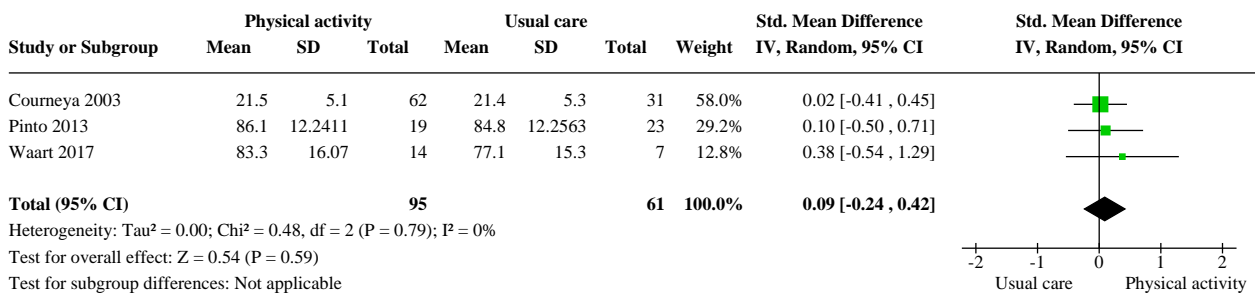 Physical activity Usual care Std. Mean Difference Std. Mean Difference
Study or Subgroup Mean SD Total Mean SD Total Weight IV, Random, 95% CI IV, Random, 95% CI
Courneya 2003 21.5 5.1 62 21.4 5.3 31 58.0% 0.02 [-0.41 , 0.45]
Pinto 2013 86.1 12.2411 19 84.8 12.2563 23 29.2% 0.10 [-0.50 , 0.71]
Waart 2017 83.3 16.07 14 77.1 15.3 7 12.8% 0.38 [-0.54 , 1.29]
Total (95% CI) 95 61 100.0% 0.09 [-0.24 , 0.42]
Heterogeneity: Tau² = 0.00; Chi² = 0.48, df = 2 (P = 0.79); I² = 0%
Test for overall effect: Z = 0.54 (P = 0.59)
-2 -1 0 1 2
Test for subgroup differences: Not applicable
Usual care Physical activity